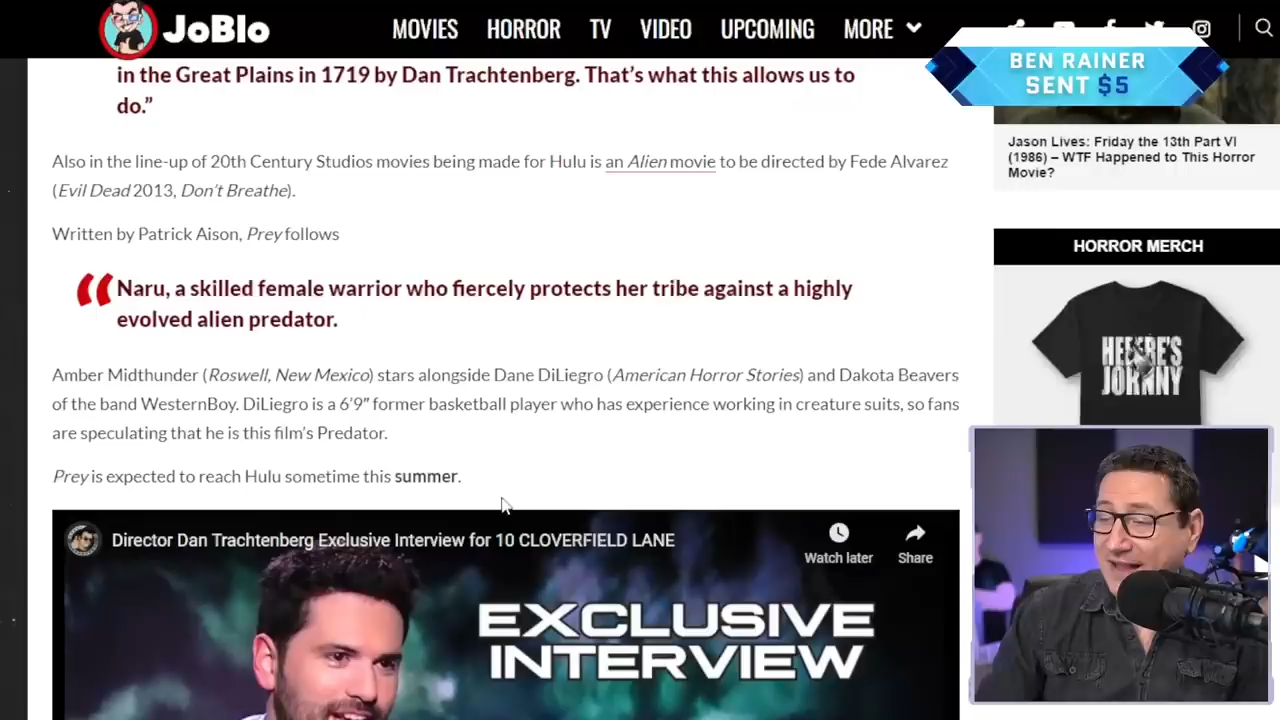 JoBlo
MOVIES HORROR TV VIDEO UPCOMING MORE
BEN RAINER
SENT $5
in the Great Plains in 1719 by Dan Trachtenberg. That’s what this allows us to
do.”
Also in the line-up of 20th Century Studios movies being made for Hulu is an Alien movie to be directed by Fede Alvarez
(Evil Dead 2013, Don’t Breathe).
Written by Patrick Aison, Prey follows
“Naru, a skilled female warrior who fiercely protects her tribe against a highly
evolved alien predator.
Amber Midthunder (Roswell, New Mexico) stars alongside Dane DiLiegro (American Horror Stories) and Dakota Beavers
of the band WesternBoy. DiLiegro is a 6’9″ former basketball player who has experience working in creature suits, so fans
are speculating that he is this film’s Predator.
Prey is expected to reach Hulu sometime this summer.
Director Dan Trachtenberg Exclusive Interview for 10 CLOVERFIELD LANE
Watch later
Share
EXCLUSIVE
INTERVIEW
Jason Lives: Friday the 13th Part VI
(1986) – WTF Happened to This Horror
Movie?
HORROR MERCH
HEEERE'S
JOHNNY